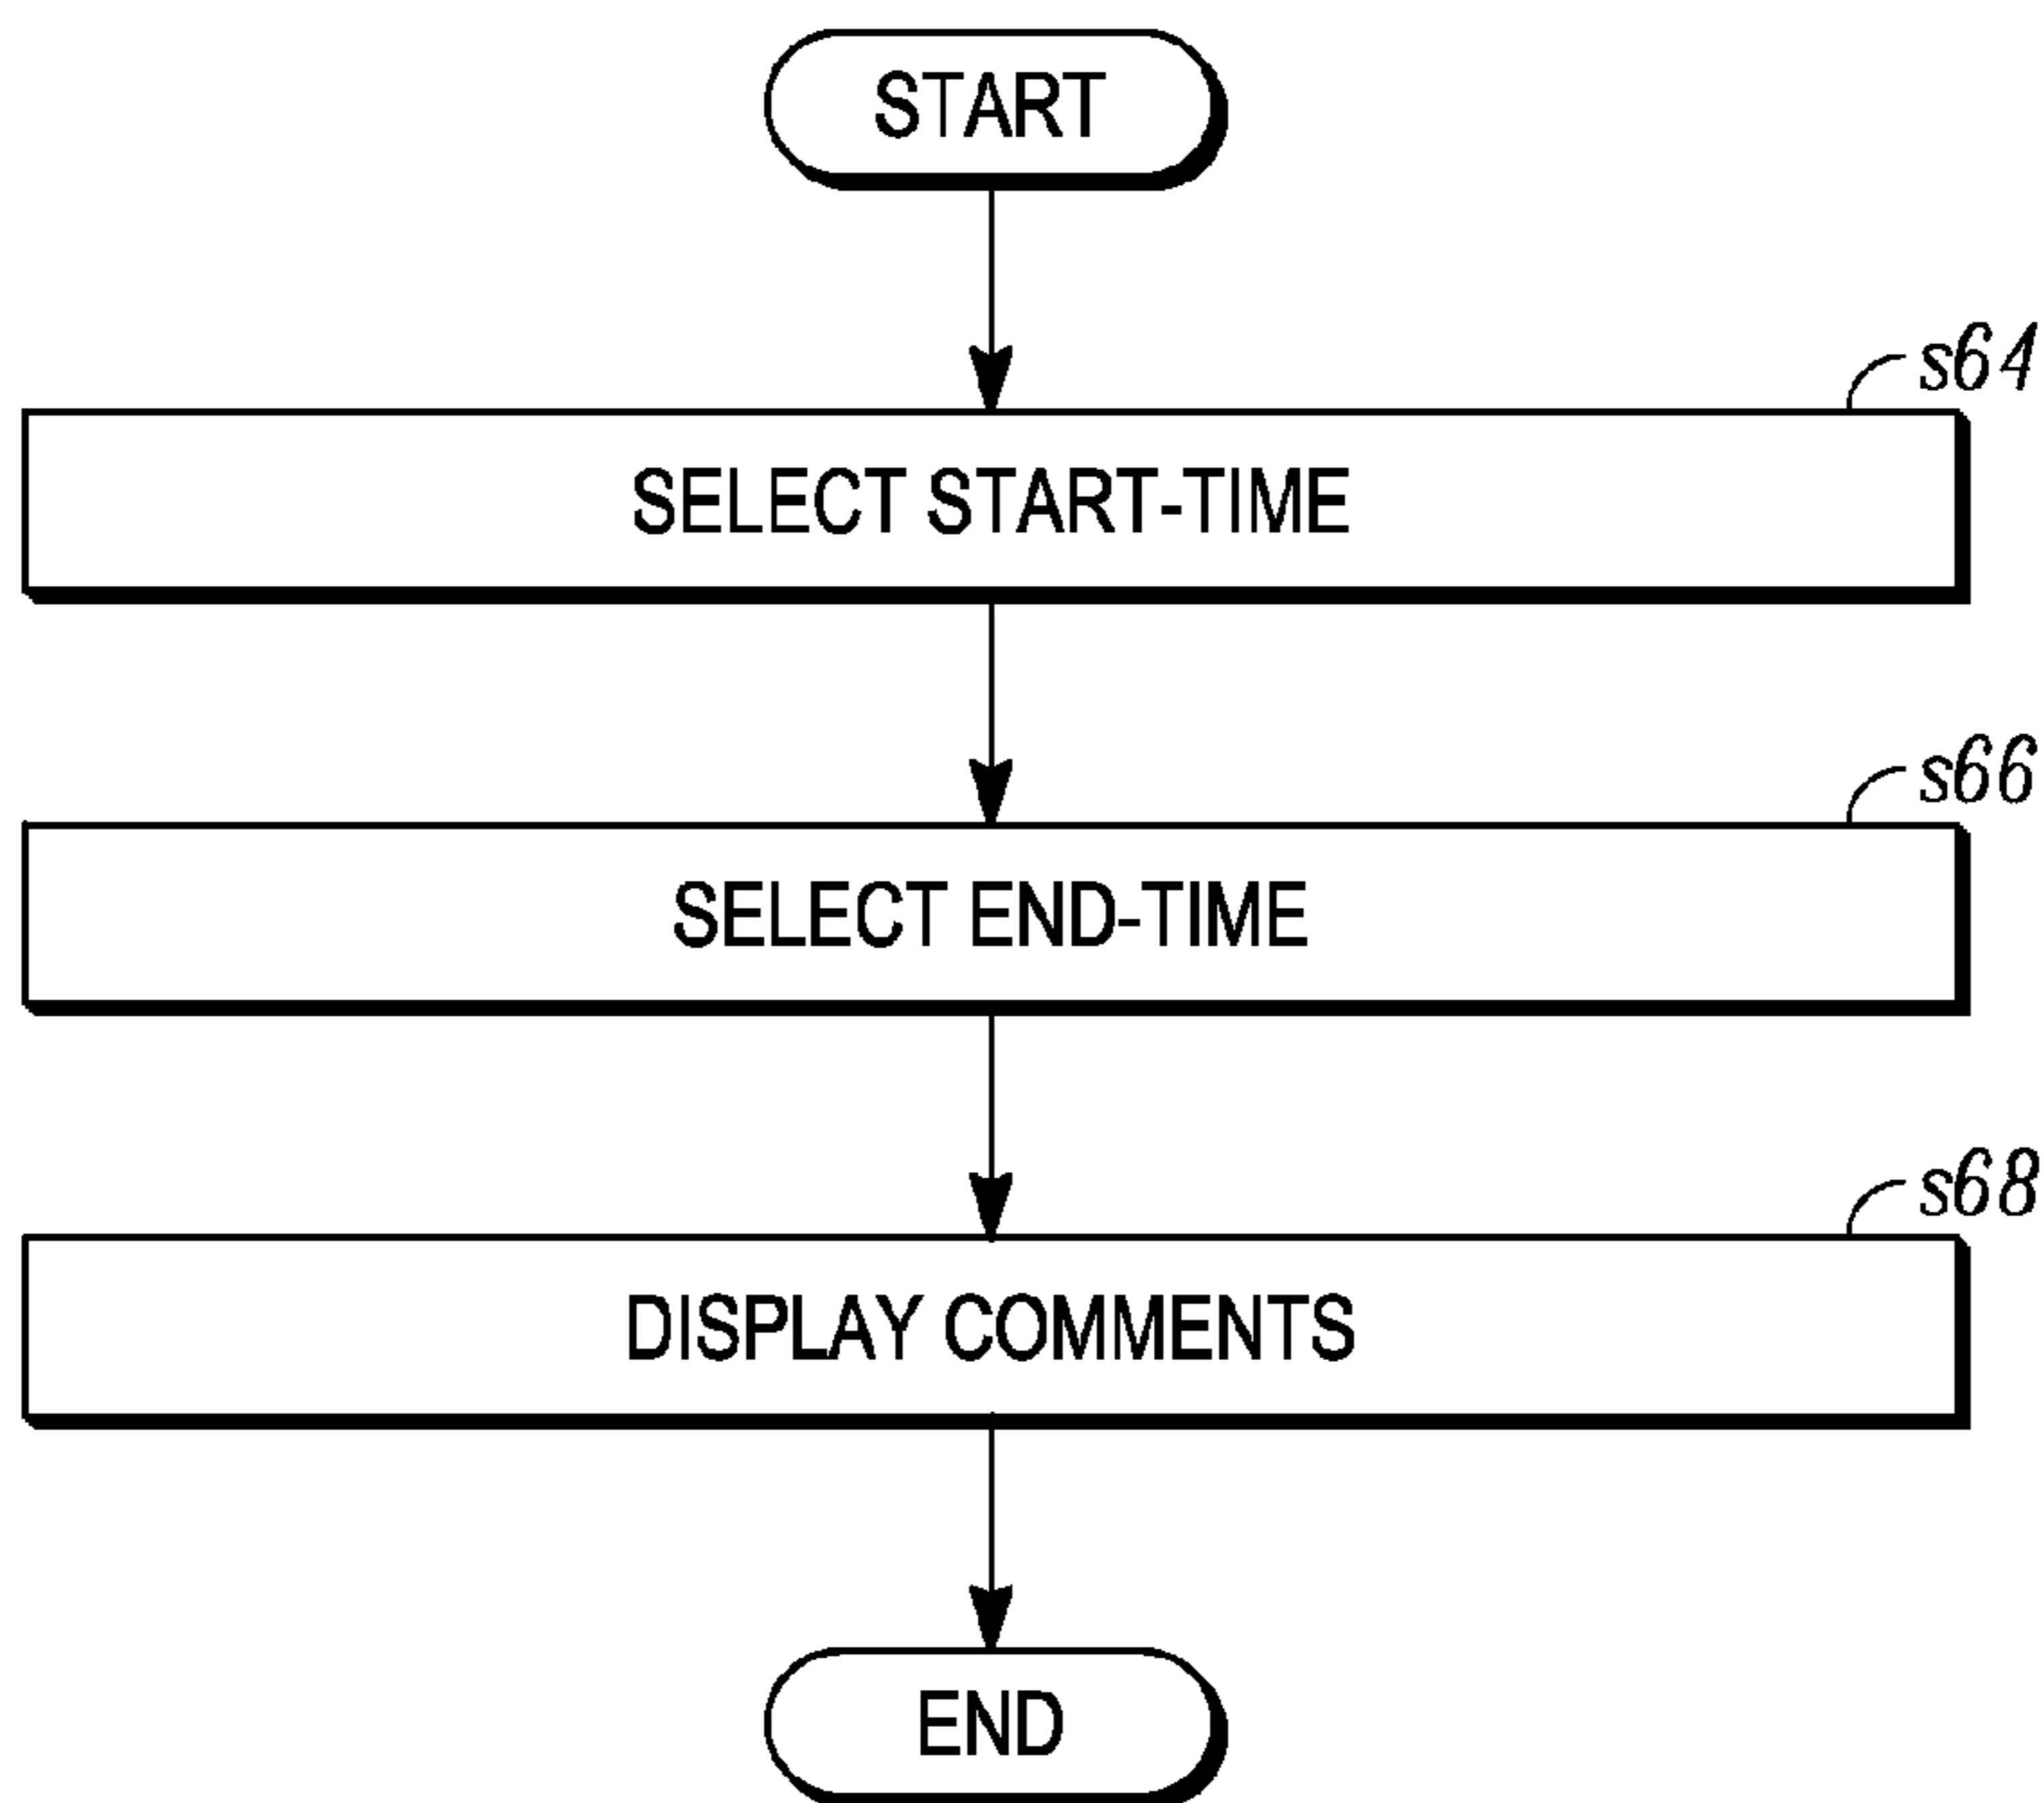 START
s64
SELECT START-TIME
s66
SELECT END-TIME
s68
DISPLAY COMMENTS
END